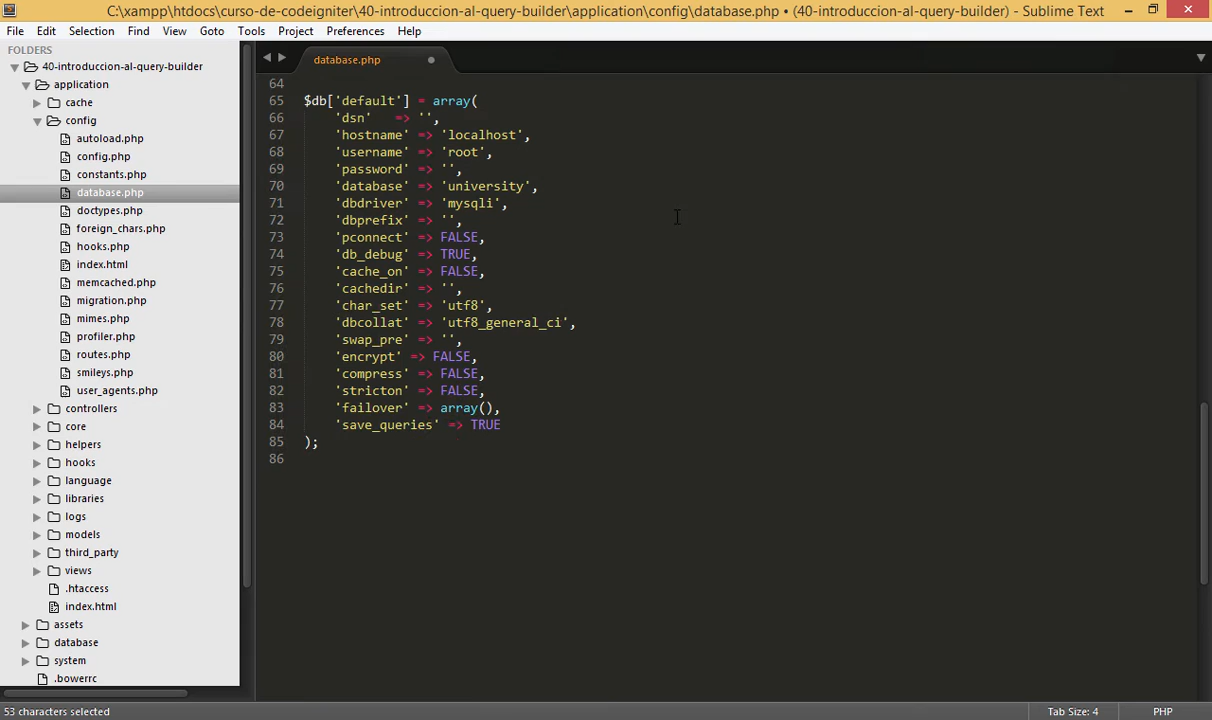 C:\xampp\htdocs\curso-de-codeigniter\40-introduccion-al-query-builder\application\config\database.php • (40-introduccion-al-query-builder) - Sublime Text
File Edit Selection Find View Goto Tools Project Preferences Help
FOLDERS
40-introduccion-al-query-builder
application
cache
config
autoload.php
config.php
constants.php
database.php
doctypes.php
foreign_chars.php
hooks.php
index.html
memcached.php
migration.php
mimes.php
profiler.php
routes.php
smileys.php
user_agents.php
controllers
core
helpers
hooks
language
libraries
logs
models
third_party
views
.htaccess
index.html
assets
database
system
.bowerrc
database.php
64
65 $db['default'] = array(
66 'dsn' => '',
67 'hostname' => 'localhost',
68 'username' => 'root',
69 'password' => '',
70 'database' => 'university',
71 'dbdriver' => 'mysqli',
72 'dbprefix' => '',
73 'pconnect' => FALSE,
74 'db_debug' => TRUE,
75 'cache_on' => FALSE,
76 'cachedir' => '',
77 'char_set' => 'utf8',
78 'dbcollat' => 'utf8_general_ci',
79 'swap_pre' => '',
80 'encrypt' => FALSE,
81 'compress' => FALSE,
82 'stricton' => FALSE,
83 'failover' => array(),
84 'save_queries' => TRUE
85 );
86
53 characters selected
Tab Size: 4
PHP